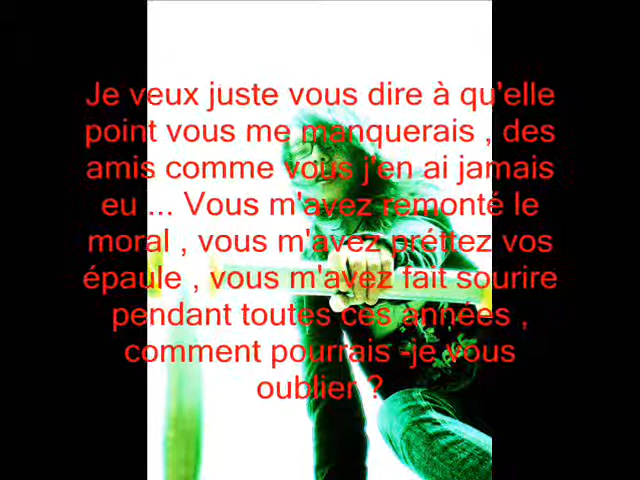 Je veux juste vous dire à qu'elle
point vous me manquerais , des
amis comme vous j'en ai jamais
eu ... Vous m'avez remonté le
moral , vous m'avez préttez vos
épaule , vous m'avez fait sourire
pendant toutes ces années ,
comment pourrais -je vous
oublier ?